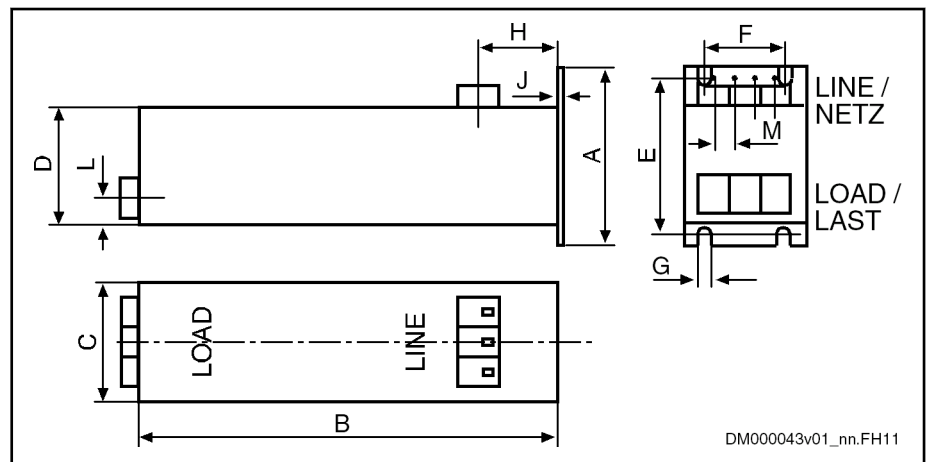 H
J
D
L
A
F
LINE /
NETZ
M
E
LOAD /
LAST
G
C
LOAD
LINE
B
DM000043v01_nn.FH11